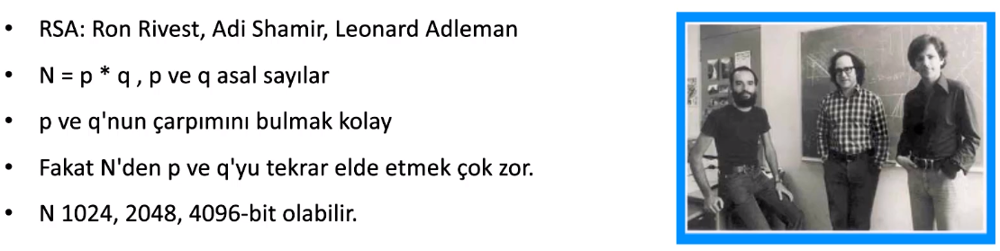 • RSA: Ron Rivest, Adi Shamir, Leonard Adleman
• N = p * q , p ve q asal sayılar
• p ve q'nun çarpımını bulmak kolay
• Fakat N'den p ve q'yu tekrar elde etmek çok zor.
• N 1024, 2048, 4096-bit olabilir.